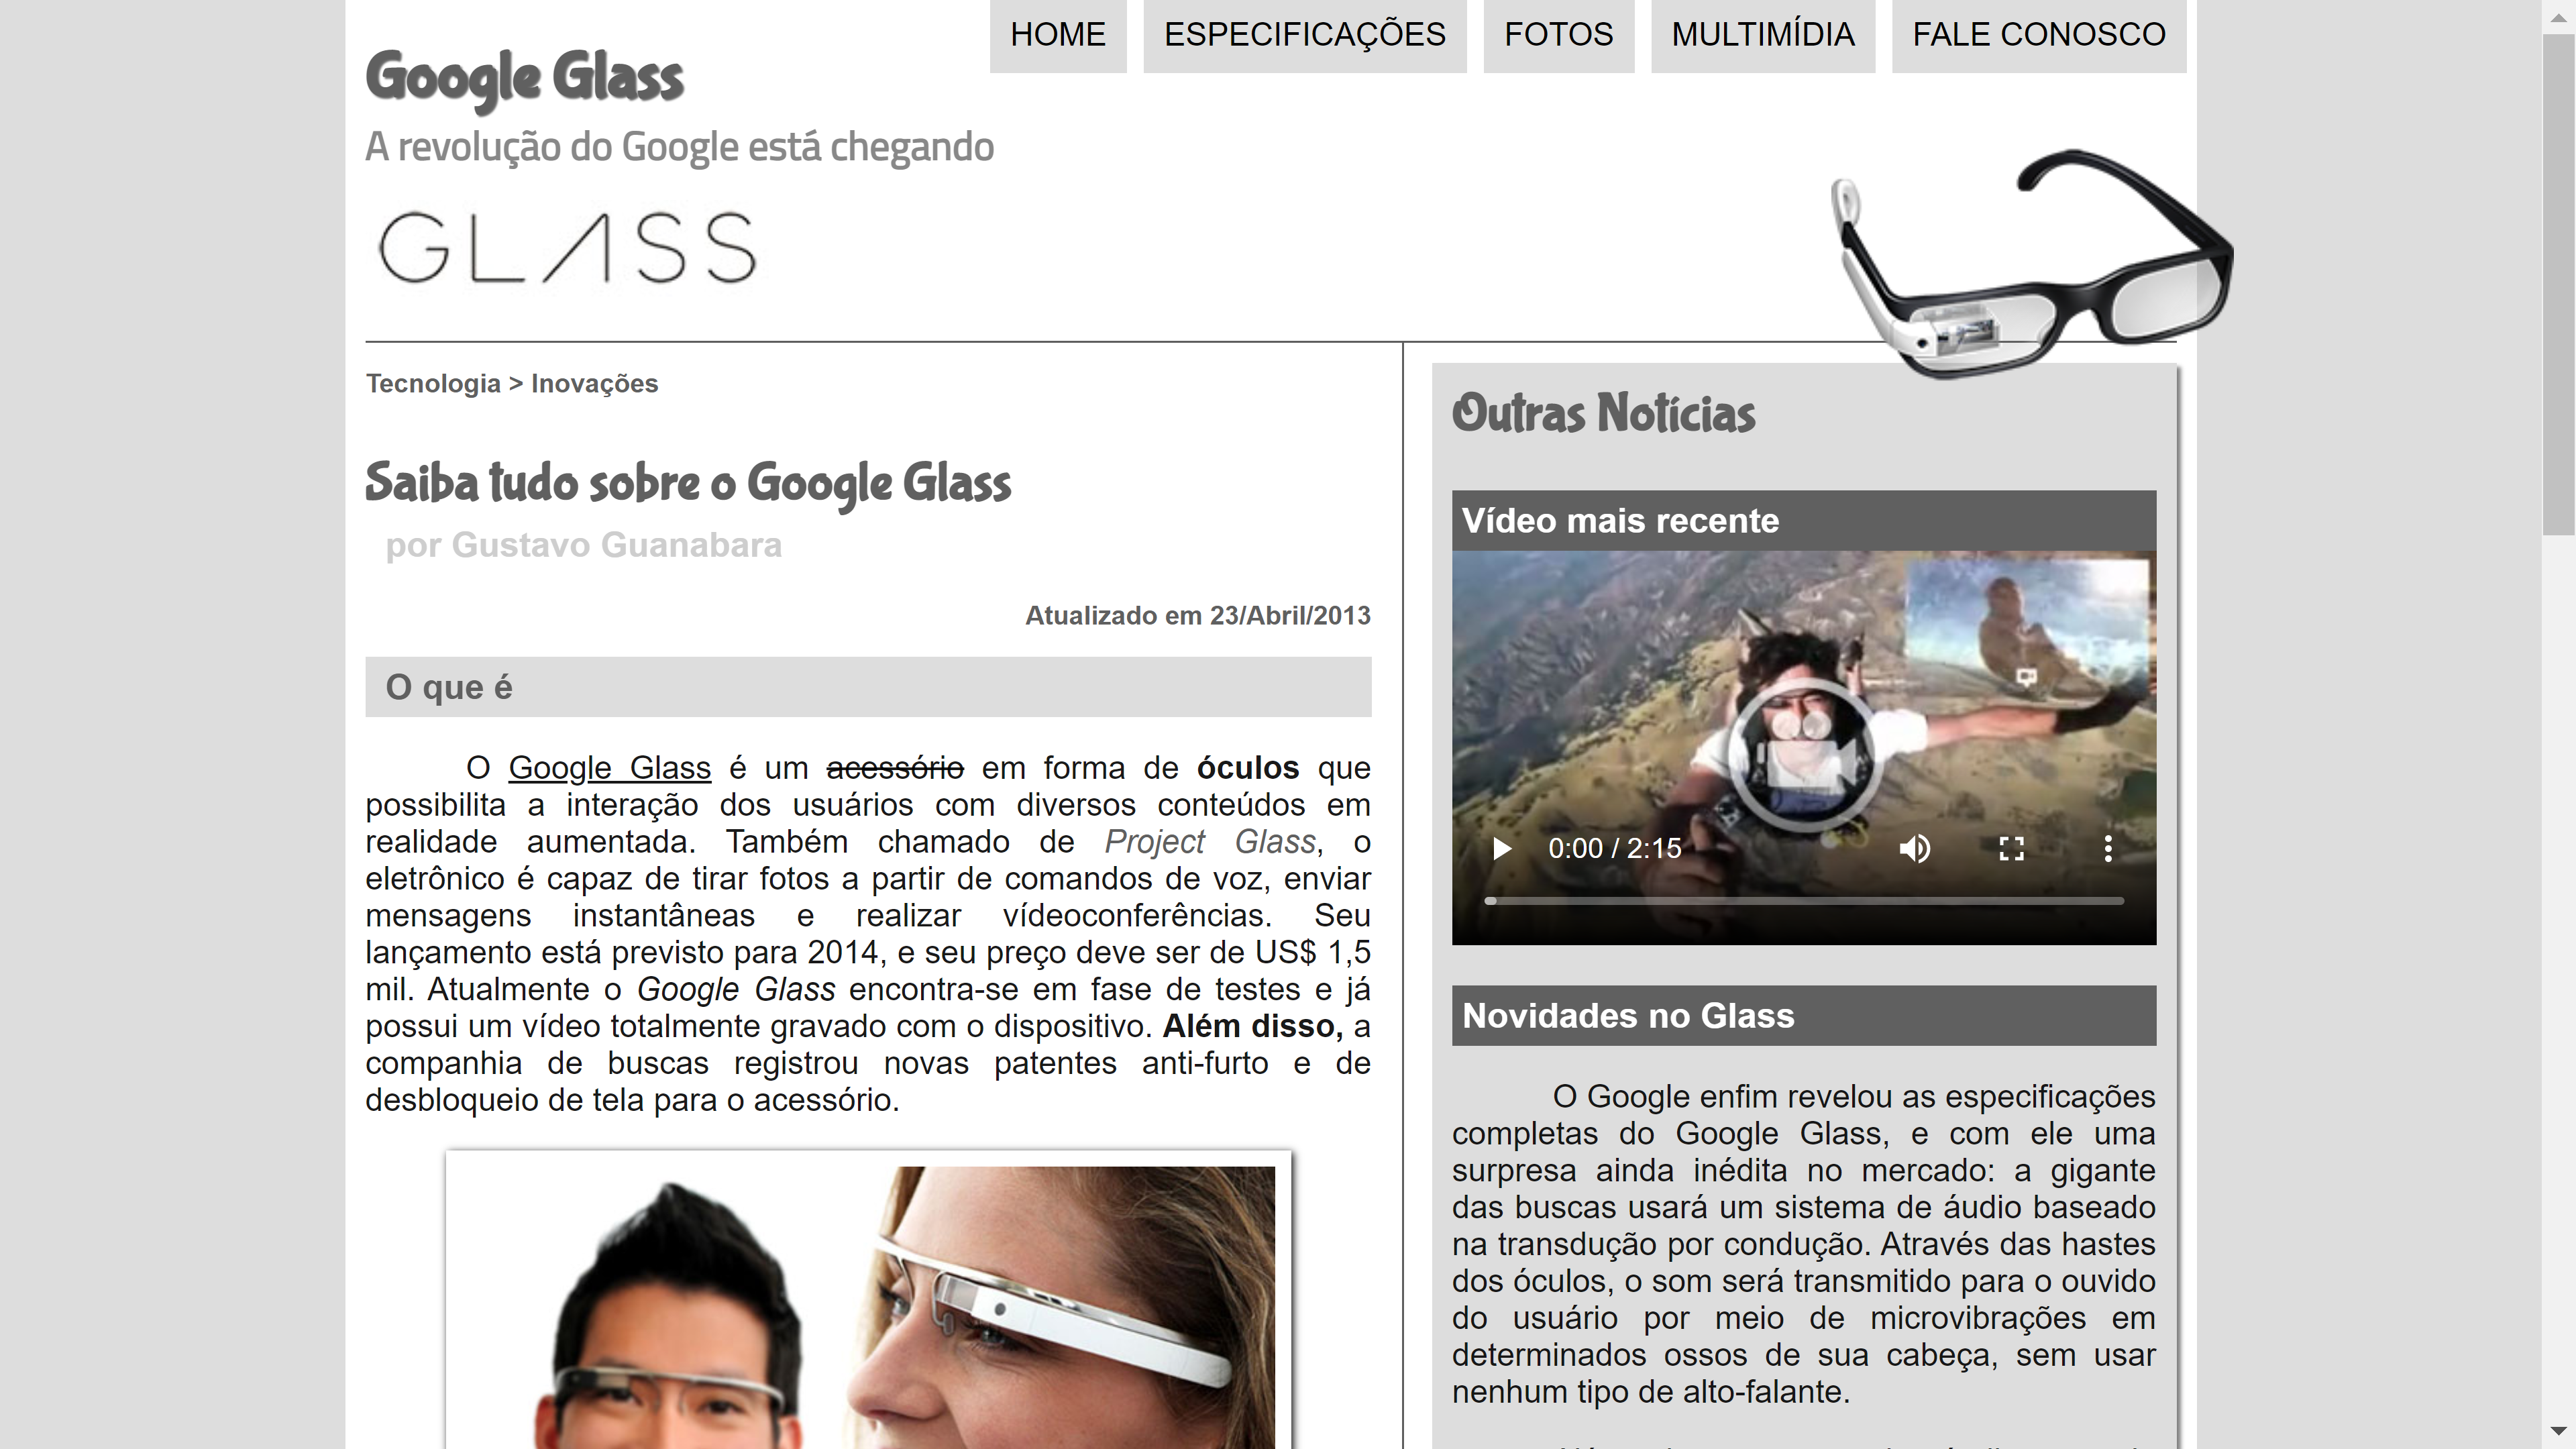 HOME
ESPECIFICAÇÕES
FOTOS
MULTIMÍDIA
FALE CONOSCO
Google Glass
A revolução do Google está chegando
GLASS
Tecnologia > Inovações
Saiba tudo sobre o Google Glass
por Gustavo Guanabara
Atualizado em 23/Abril/2013
O que é
O Google Glass é um acessório em forma de óculos que
possibilita a interação dos usuários com diversos conteúdos em
realidade aumentada. Também chamado de Project Glass, o
eletrônico é capaz de tirar fotos a partir de comandos de voz, enviar
mensagens instantâneas e realizar vídeoconferências. Seu
lançamento está previsto para 2014, e seu preço deve ser de US$ 1,5
mil. Atualmente o Google Glass encontra-se em fase de testes e já
possui um vídeo totalmente gravado com o dispositivo. Além disso, a
companhia de buscas registrou novas patentes anti-furto e de
desbloqueio de tela para o acessório.
Outras Notícias
Vídeo mais recente
0:00 / 2:15
Novidades no Glass
O Google enfim revelou as especificações
completas do Google Glass, e com ele uma
surpresa ainda inédita no mercado: a gigante
das buscas usará um sistema de áudio baseado
na transdução por condução. Através das hastes
dos óculos, o som será transmitido para o ouvido
do usuário por meio de microvibrações em
determinados ossos de sua cabeça, sem usar
nenhum tipo de alto-falante.